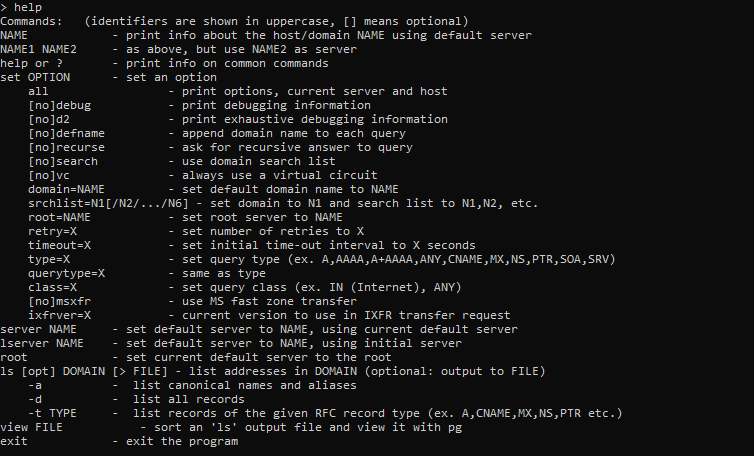 > help
Commands:   (identifiers are shown in uppercase, [] means optional)
NAME            - print info about the host/domain NAME using default server
NAME1 NAME2     - as above, but use NAME2 as server
help or ?       - print info on common commands
set OPTION      - set an option
    all                 - print options, current server and host
    [no]debug           - print debugging information
    [no]d2              - print exhaustive debugging information
    [no]defname         - append domain name to each query
    [no]recurse         - ask for recursive answer to query
    [no]search          - use domain search list
    [no]vc              - always use a virtual circuit
    domain=NAME         - set default domain name to NAME
    srchlist=N1[/N2/.../N6] - set domain to N1 and search list to N1,N2, etc.
    root=NAME           - set root server to NAME
    retry=X             - set number of retries to X
    timeout=X           - set initial time-out interval to X seconds
    type=X              - set query type (ex. A,AAAA,A+AAAA,ANY,CNAME,MX,NS,PTR,SOA,SRV)
    querytype=X         - same as type
    class=X             - set query class (ex. IN (Internet), ANY)
    [no]msxfr           - use MS fast zone transfer
    ixfrver=X           - current version to use in IXFR transfer request
server NAME     - set default server to NAME, using current default server
lserver NAME    - set default server to NAME, using initial server
root            - set current default server to the root
ls [opt] DOMAIN [> FILE] - list addresses in DOMAIN (optional: output to FILE)
    -a          -  list canonical names and aliases
    -d          -  list all records
    -t TYPE     -  list records of the given RFC record type (ex. A,CNAME,MX,NS,PTR etc.)
view FILE           - sort an 'ls' output file and view it with pg
exit            - exit the program